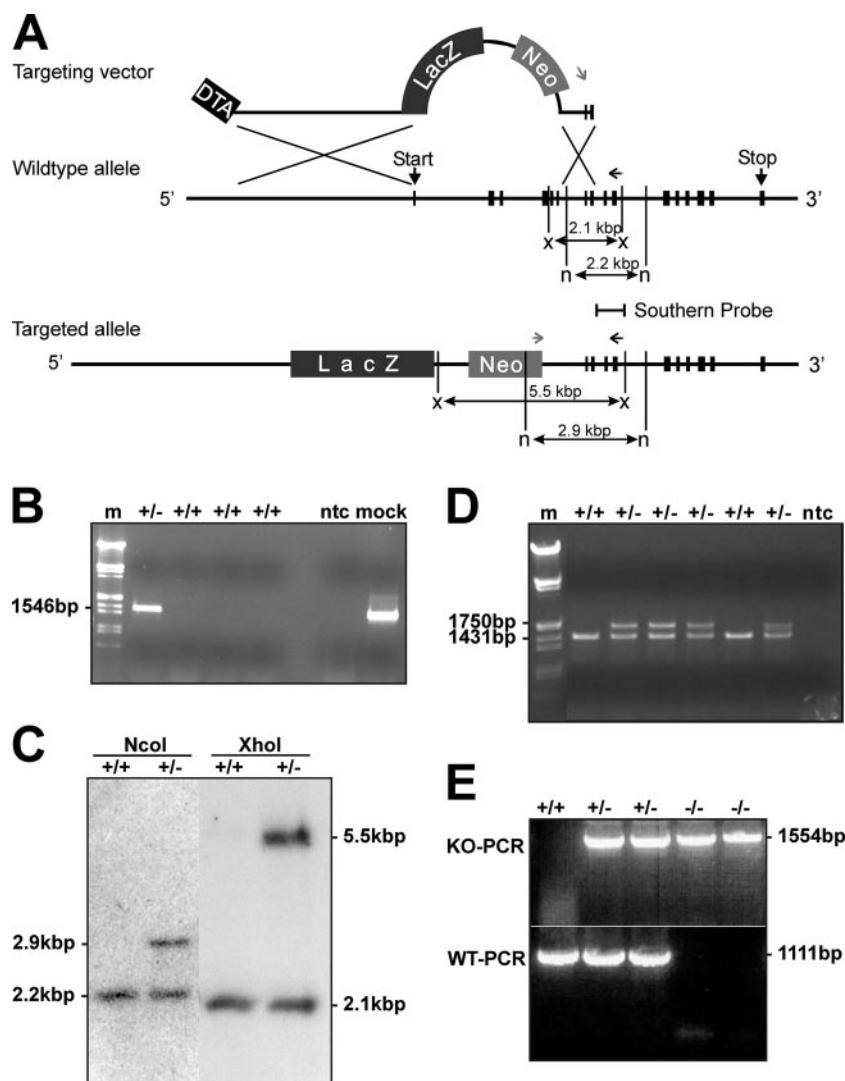 A
Targeting vector
DTA
LacZ
Neo
Wildtype allele
Start
Stop
5'
3'
2.1 kbp
x
x
2.2 kbp
n
n
Southern Probe
Targeted allele
5'
LacZ
Neo
3'
5.5 kbp
x
x
2.9 kbp
n
n
B
m +/- +/+ +/+ +/+ ntc mock
1546bp
C
NcoI XhoI
+/+ +/- +/+ +/-
5.5kbp
2.9kbp
2.2kbp
2.1kbp
D
m +/+ +/- +/- +/- +/+ +/- ntc
1750bp
1431bp
E
+/+ +/- +/- -/- -/-
KO-PCR
1554bp
WT-PCR
1111bp